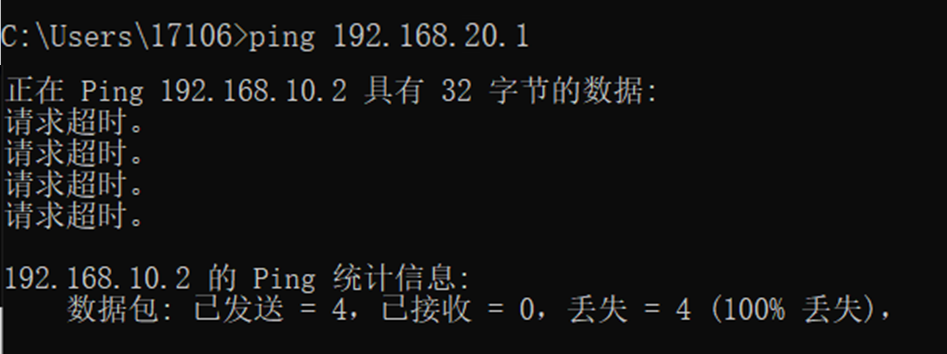 C:\Users\17106>ping 192.168.20.1
正在 Ping 192.168.10.2 具有 32 字节的数据:
请求超时。
请求超时。
请求超时。
请求超时。
192.168.10.2 的 Ping 统计信息:
数据包: 已发送 = 4，已接收 = 0，丢失 = 4 (100% 丢失)，